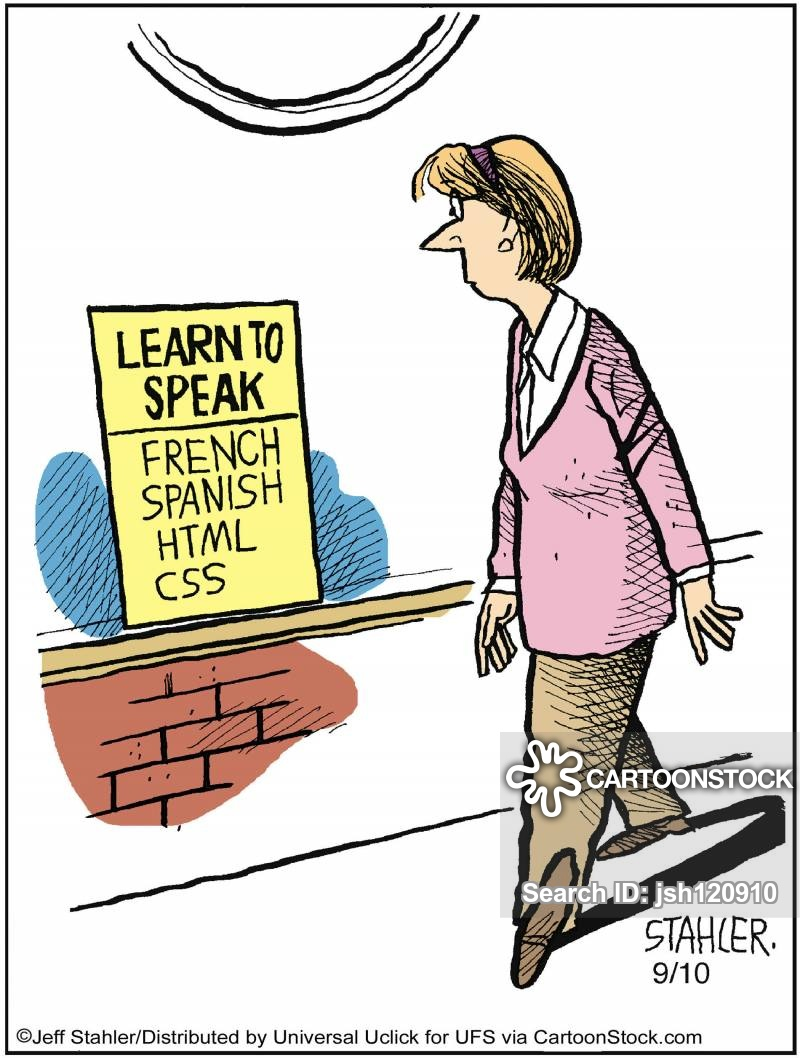 LEARN TO
SPEAK
FRENCH
SPANISH
HTML
CSS
CARTOONSTOCK
Search ID: jsh120910
STAHLER.
9/10
©Jeff Stahler/Distributed by Universal Uclick for UFS via CartoonStock.com